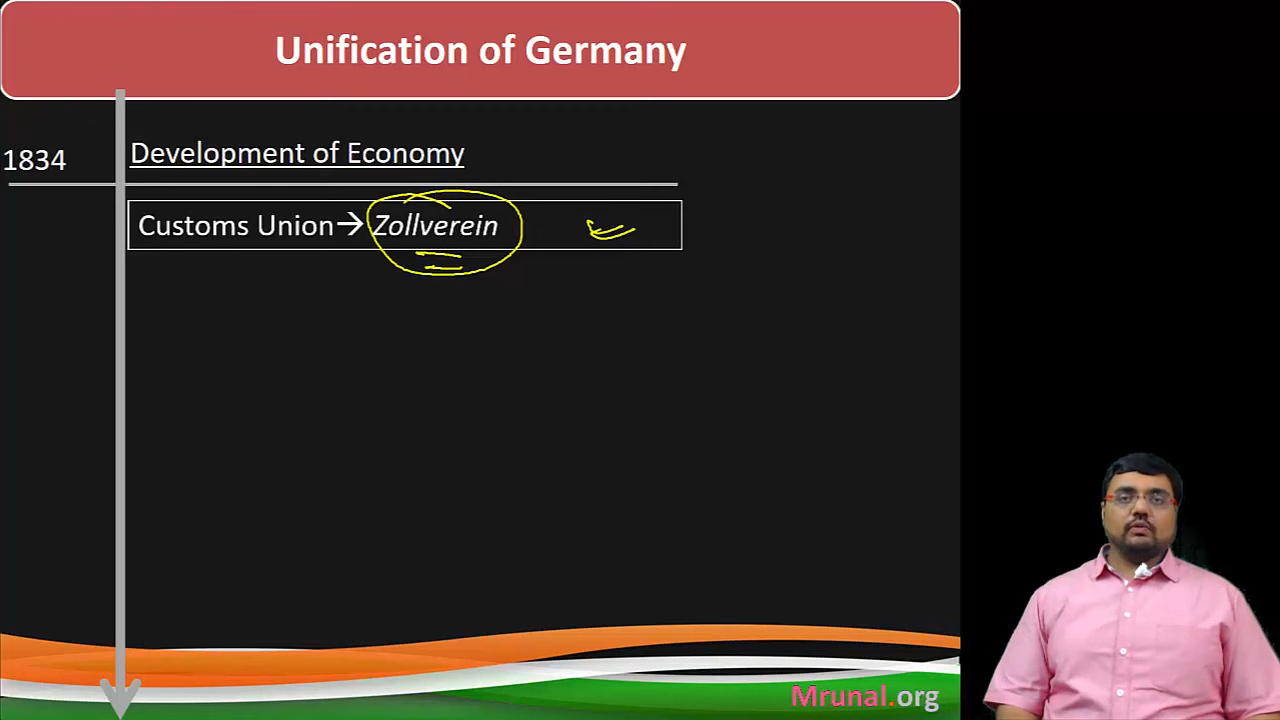 Unification of Germany
1834
Development of Economy
Customs Union→ Zollverein
Mrunal.org